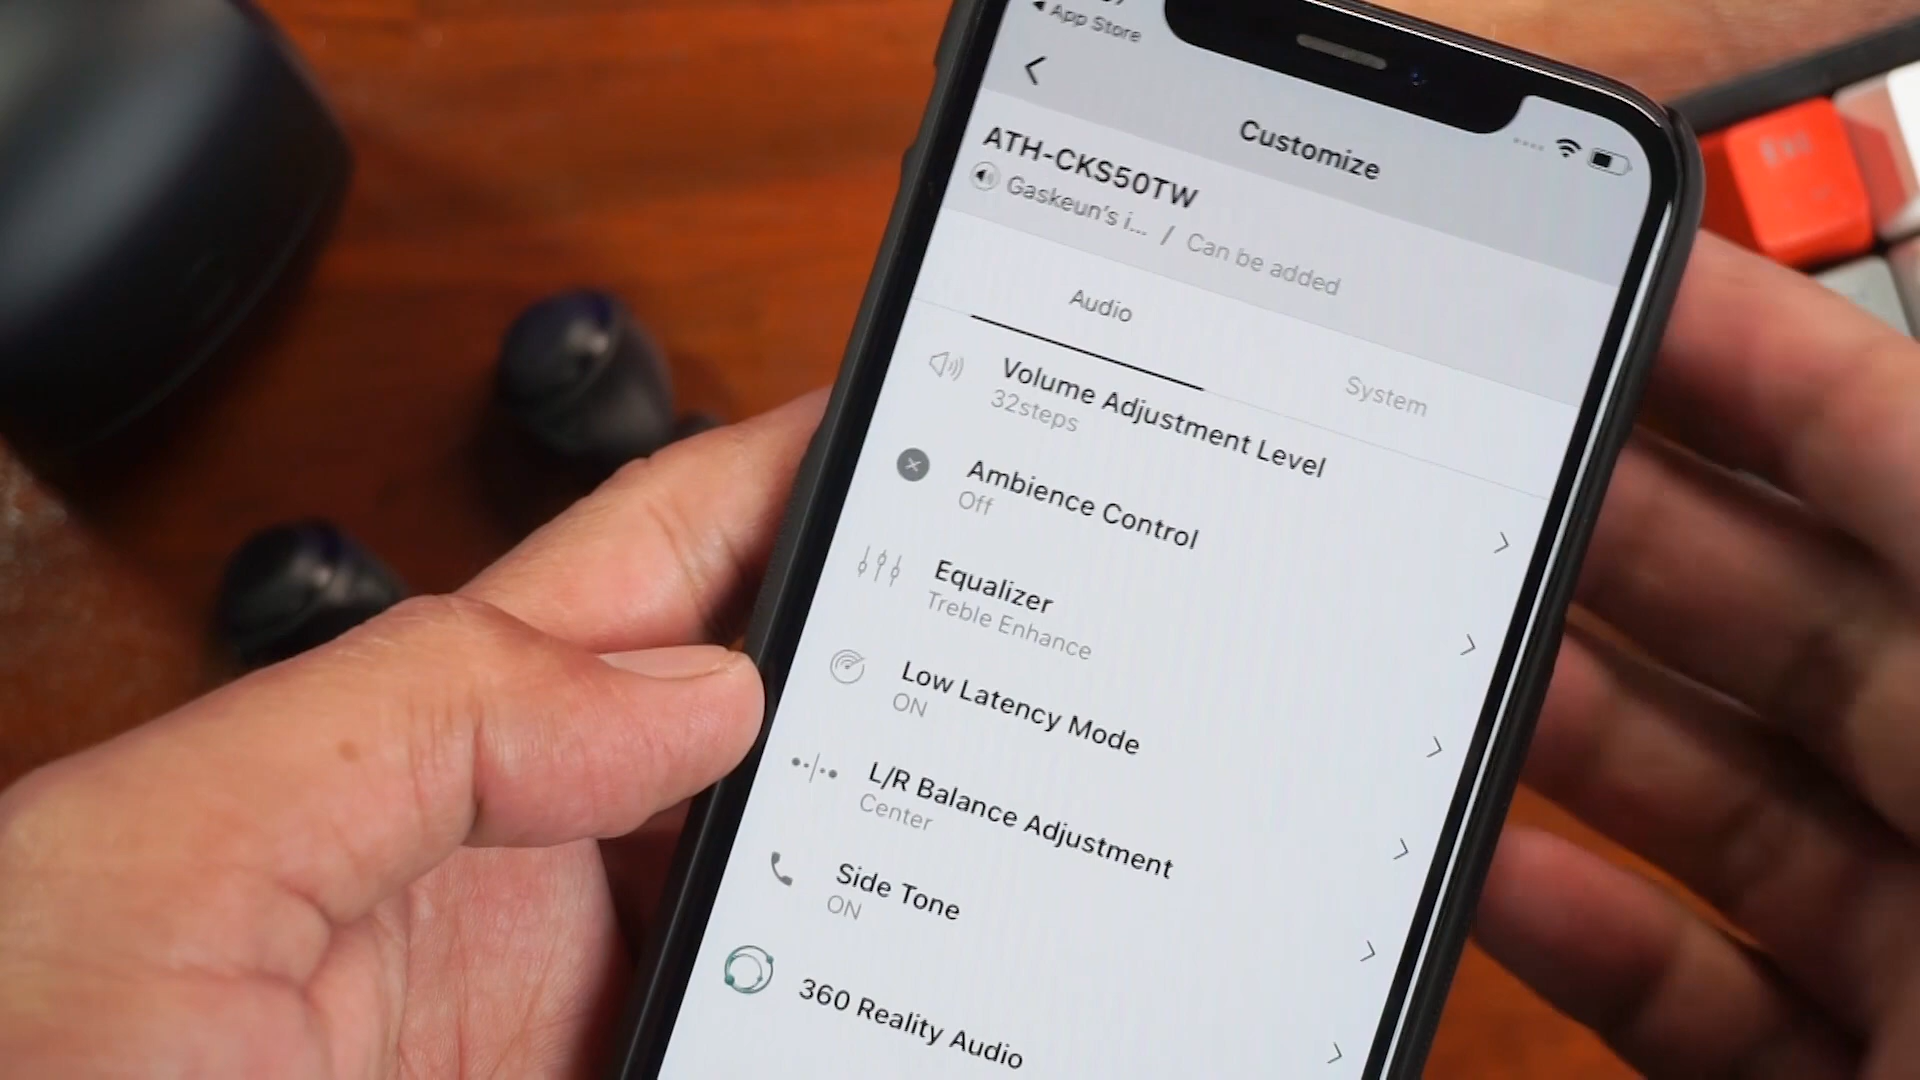 App Store
Customize
ATH-CKS50TW
Gaskeun's i... / Can be added
Audio
System
Volume Adjustment Level
32steps
Ambience Control
Off
Equalizer
Treble Enhance
Low Latency Mode
ON
L/R Balance Adjustment
Center
Side Tone
ON
360 Reality Audio